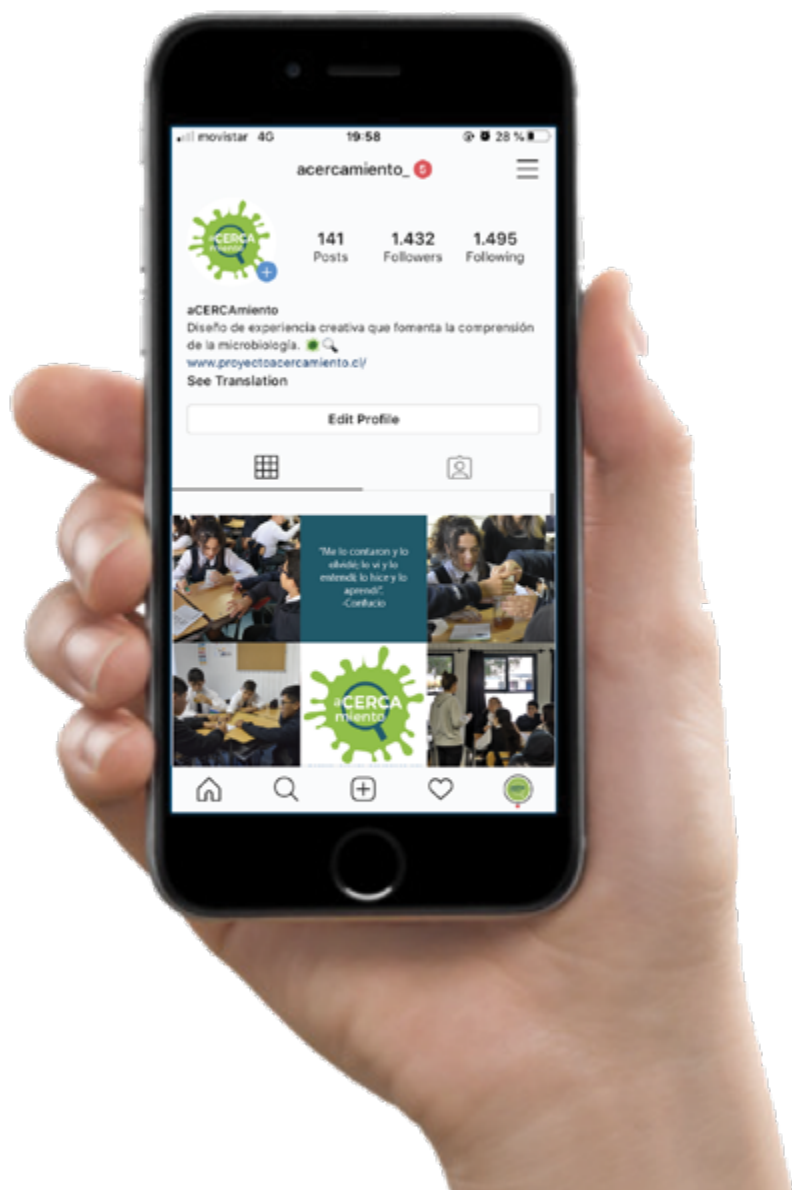 movistar 4G 19:58 28 %
acercamiento_ 5
aCERCA
miento
141 1.432 1.495
Posts Followers Following
aCERCAmiento
Diseño de experiencia creativa que fomenta la comprensión
de la microbiología.
www.proyectoacercamiento.cl/
See Translation
Edit Profile
"Me lo contaron y lo
olvidé; lo vi y lo
entendí; lo hice y lo
aprendí".
-Confucio
aCERCA
miento